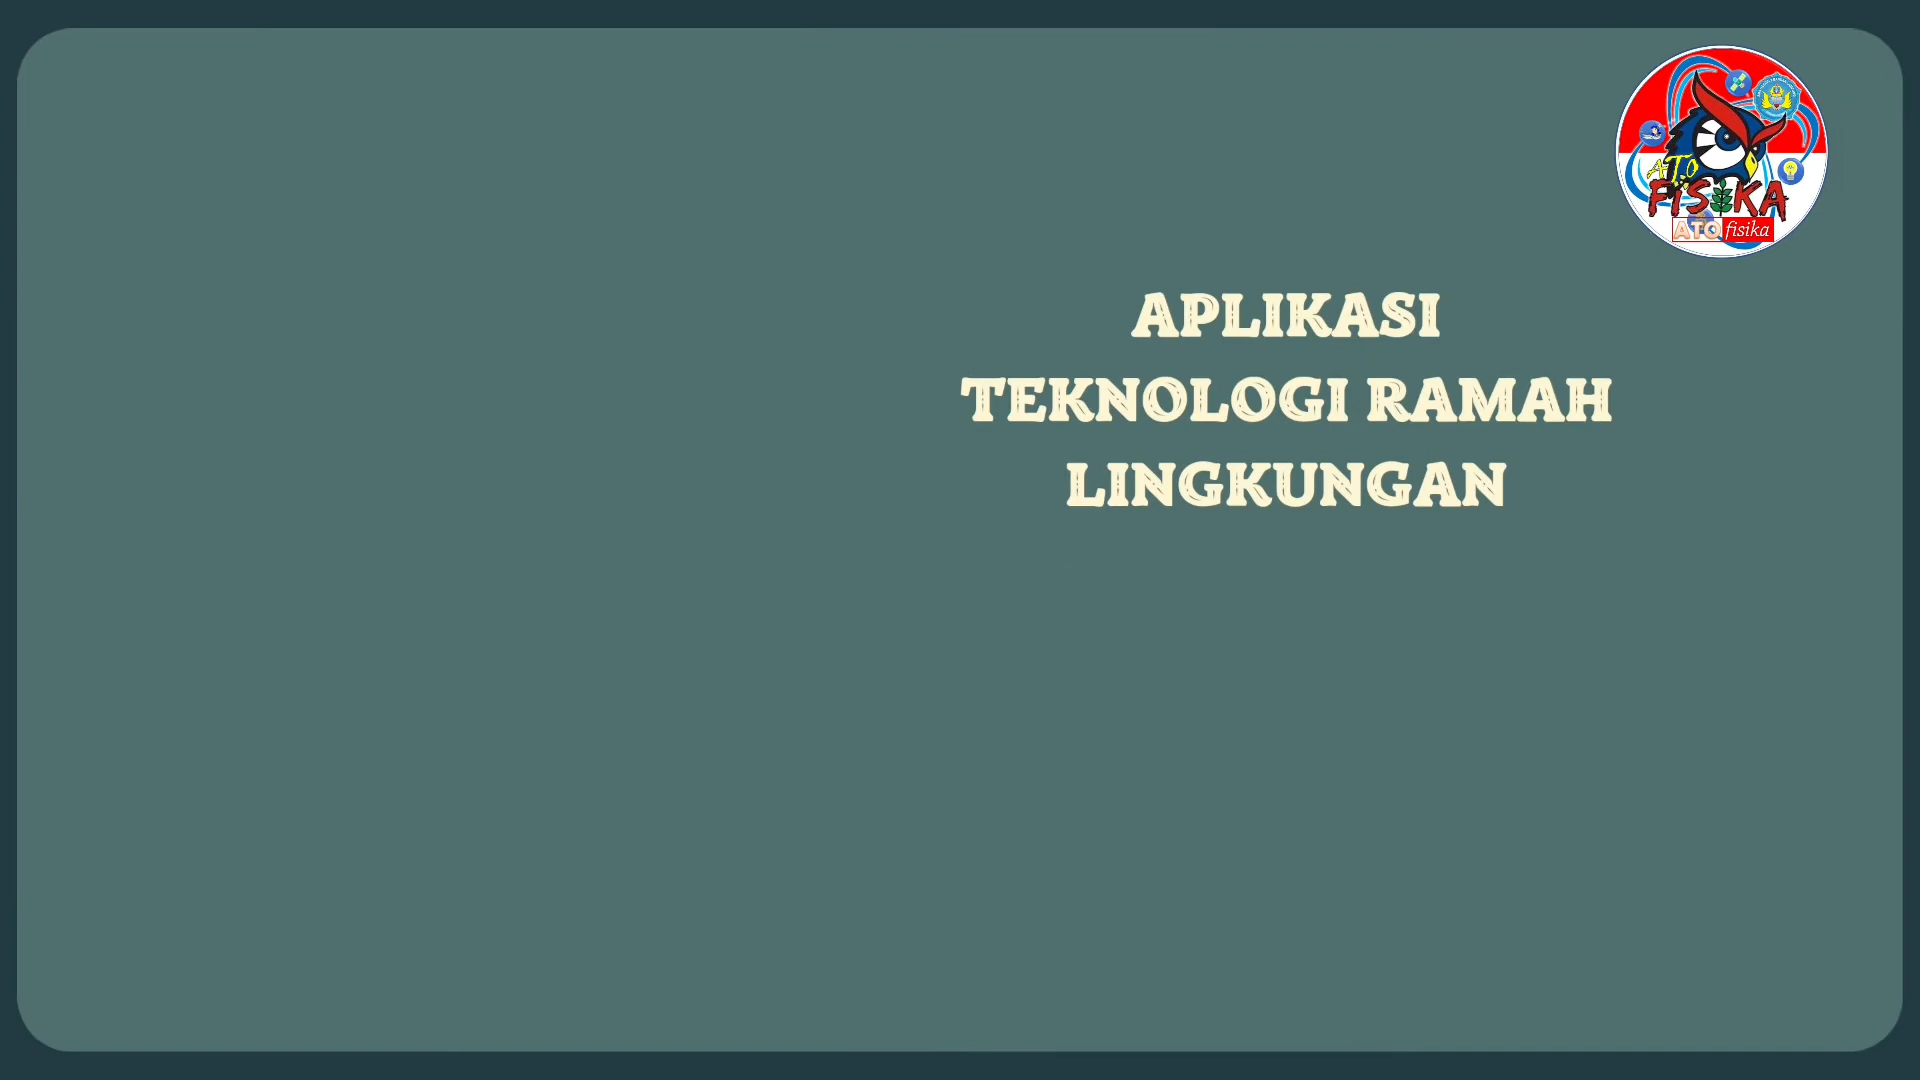 ATO
FISIKA
ATO fisika
APLIKASI
TEKNOLOGI RAMAH
LINGKUNGAN